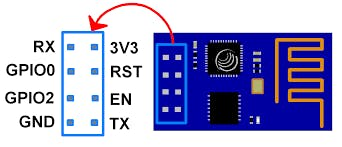 RX 3V3
GPIO0 RST
GPIO2 EN
GND TX